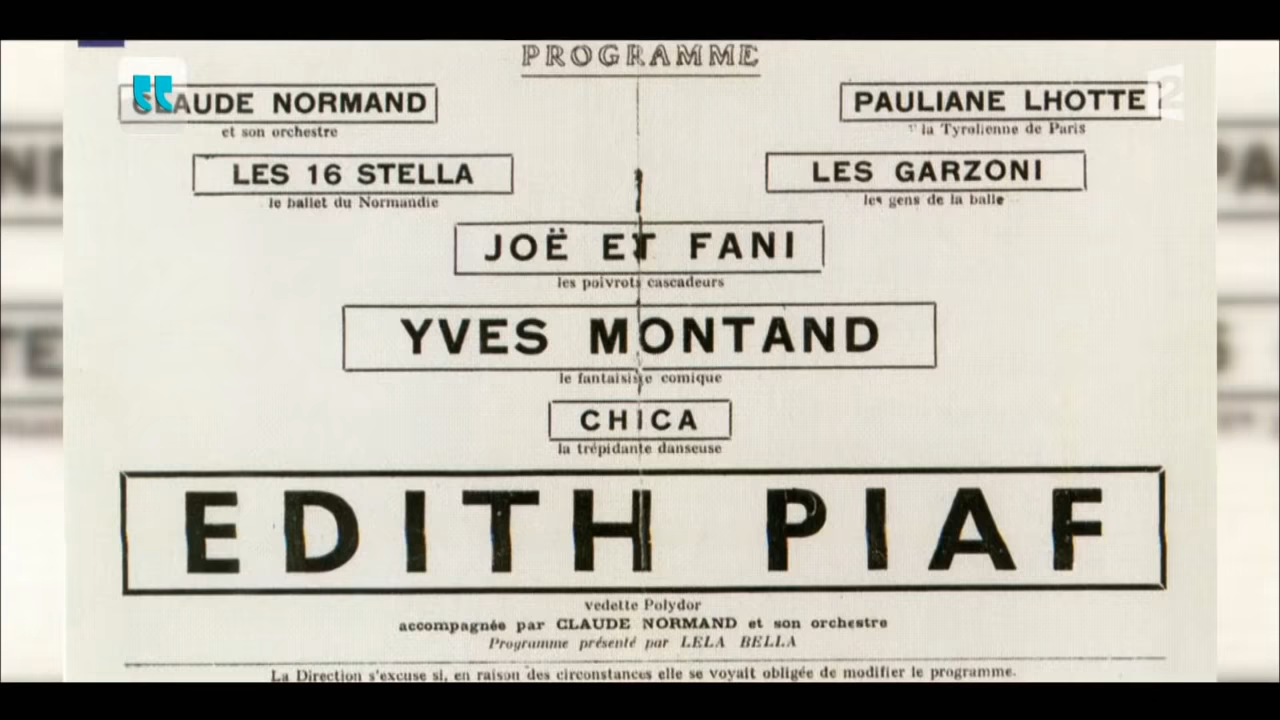 PROGRAMME
CLAUDE NORMAND
et son orchestre
PAULIANE LHOTTE
la Tyrolienne de Paris
LES 16 STELLA
le ballet du Normandie
LES GARZONI
les gens de la balle
JOË ET FANI
les poivrots cascadeurs
YVES MONTAND
le fantaisiste comique
CHICA
la trépidante danseuse
EDITH PIAF
vedette Polydor
accompagnée par CLAUDE NORMAND et son orchestre
Programme présenté par LELA BELLA
La Direction s'excuse si, en raison des circonstances elle se voyait obligée de modifier le programme.
2